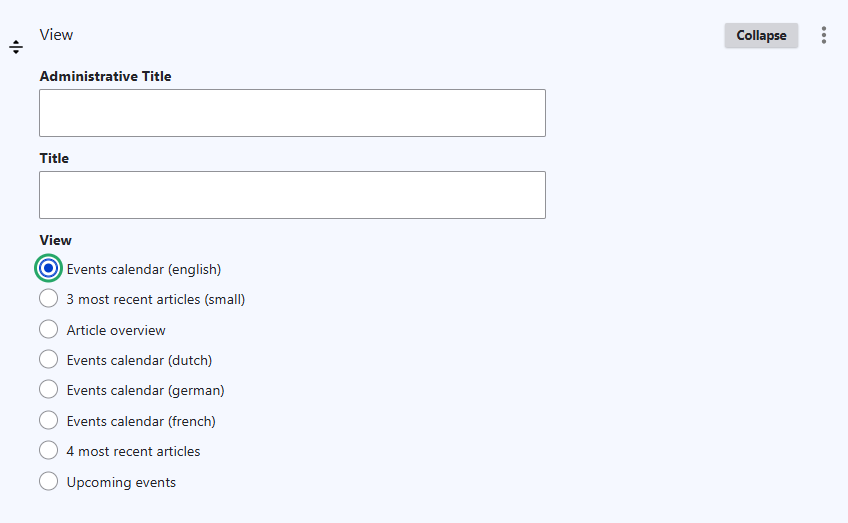 View
Collapse
Administrative Title
Title
View
Events calendar (english)
3 most recent articles (small)
Article overview
Events calendar (dutch)
Events calendar (german)
Events calendar (french)
4 most recent articles
Upcoming events